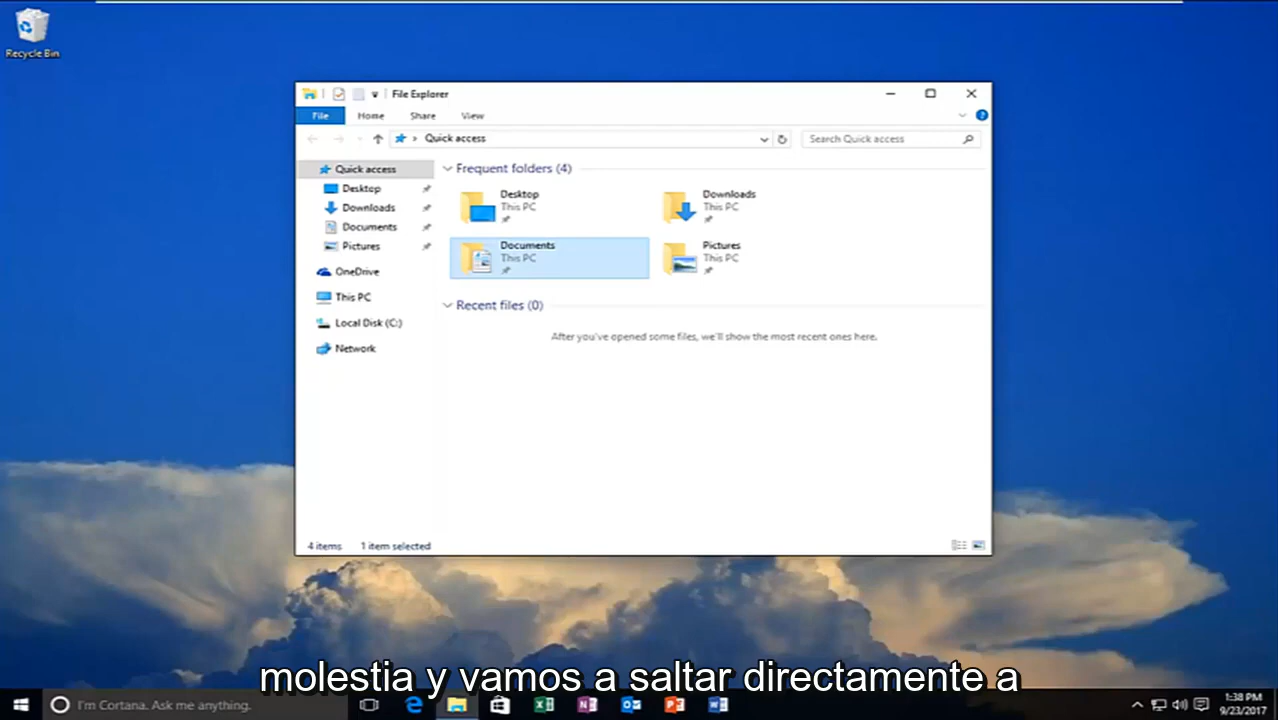 Recycle Bin
File Explorer
File Home Share View
Quick access
Search Quick access
Quick access
Desktop
Downloads
Documents
Pictures
OneDrive
This PC
Local Disk (C:)
Network
Frequent folders (4)
Desktop
This PC
Downloads
This PC
Documents
This PC
Pictures
This PC
Recent files (0)
After you've opened some files, we'll show the most recent ones here.
4 items 1 item selected
molestia y vamos a saltar directamente a
I'm Cortana. Ask me anything.
1:38 PM
9/23/2017